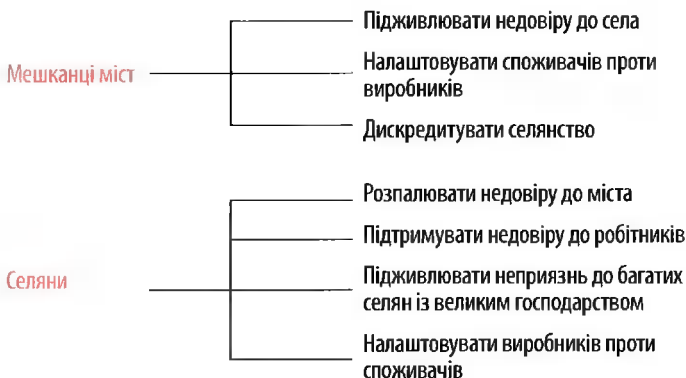 Мешканці міст
Підживлювати недовіру до села
Налаштовувати споживачів проти
виробників
Дискредитувати селянство
Селяни
Розпалювати недовіру до міста
Підтримувати недовіру до робітників
Підживлювати неприязнь до багатих
селян із великим господарством
Налаштовувати виробників проти
споживачів